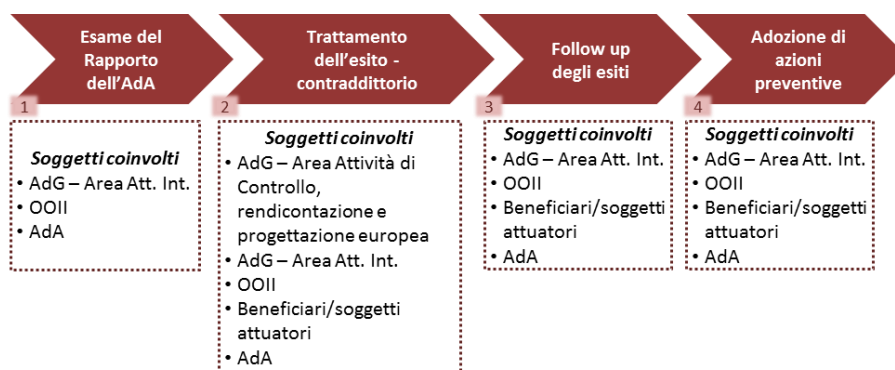 Esame del
Rapporto
dell'AdA
1
Soggetti coinvolti
• AdG – Area Att. Int.
• OOII
• AdA
Trattamento
dell'esito -
contraddittorio
2
Soggetti coinvolti
• AdG – Area Attività di
Controllo,
rendicontazione e
progettazione europea
• AdG – Area Att. Int.
• OOII
• Beneficiari/soggetti
attuatori
• AdA
Follow up
degli esiti
3
Soggetti coinvolti
• AdG – Area Att. Int.
• OOII
• Beneficiari/soggetti
attuatori
• AdA
Adozione di
azioni
preventive
4
Soggetti coinvolti
• AdG – Area Att. Int.
• OOII
• Beneficiari/soggetti
attuatori
• AdA